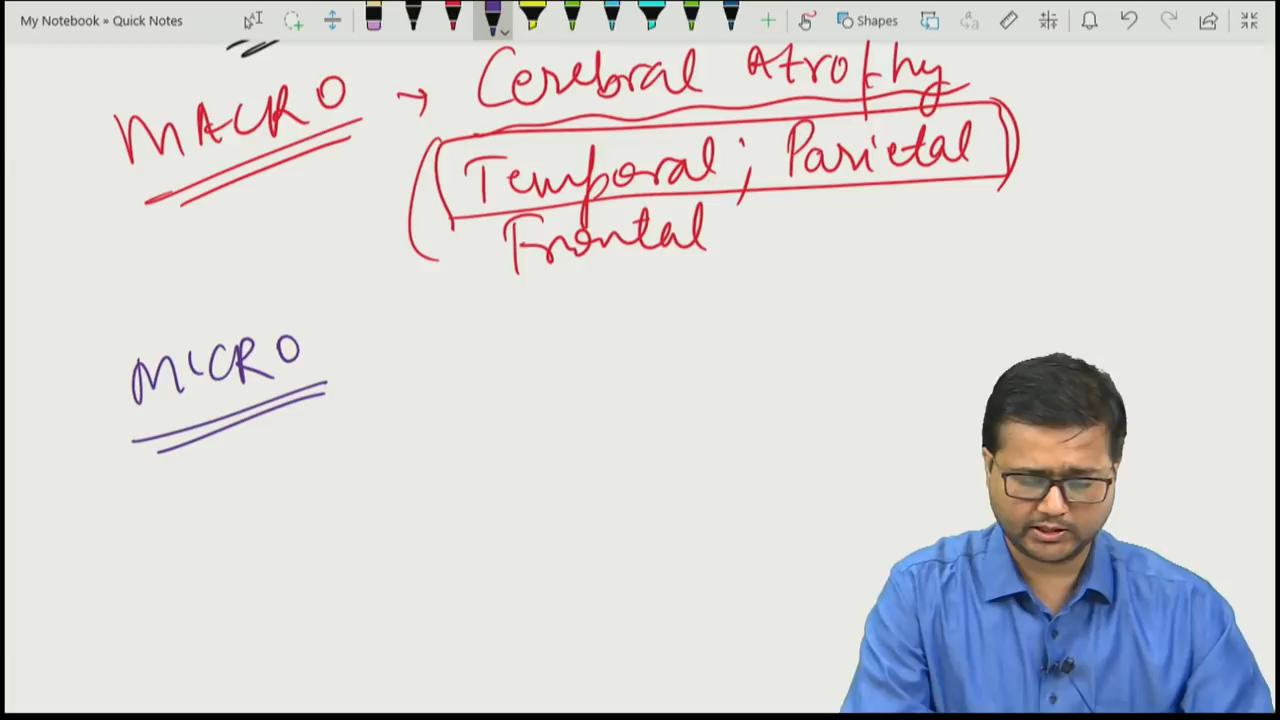 My Notebook » Quick Notes
Shapes
MACRO → Cerebral Atrophy
(Temporal ; Parietal)
Frontal
MICRO